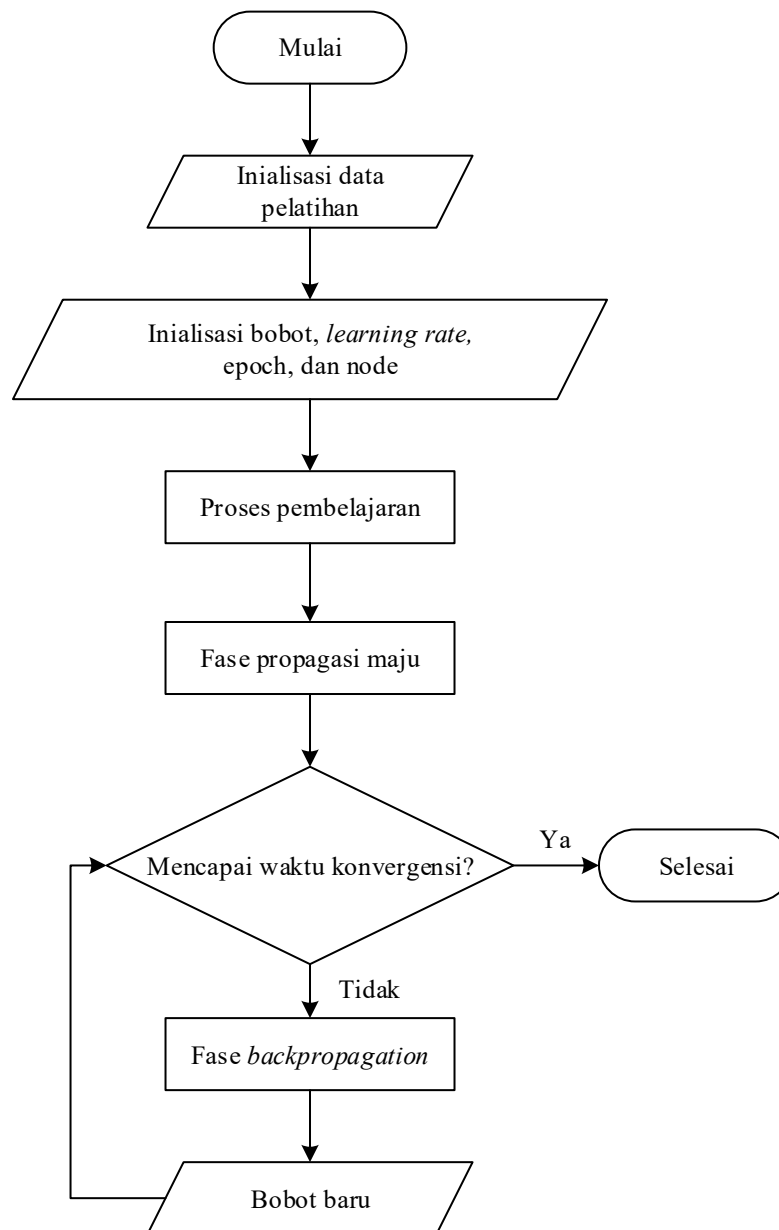 Mulai
Inialisasi data
pelatihan
Inialisasi bobot, learning rate,
epoch, dan node
Proses pembelajaran
Fase propagasi maju
Mencapai waktu konvergensi?
Ya
Selesai
Tidak
Fase backpropagation
Bobot baru